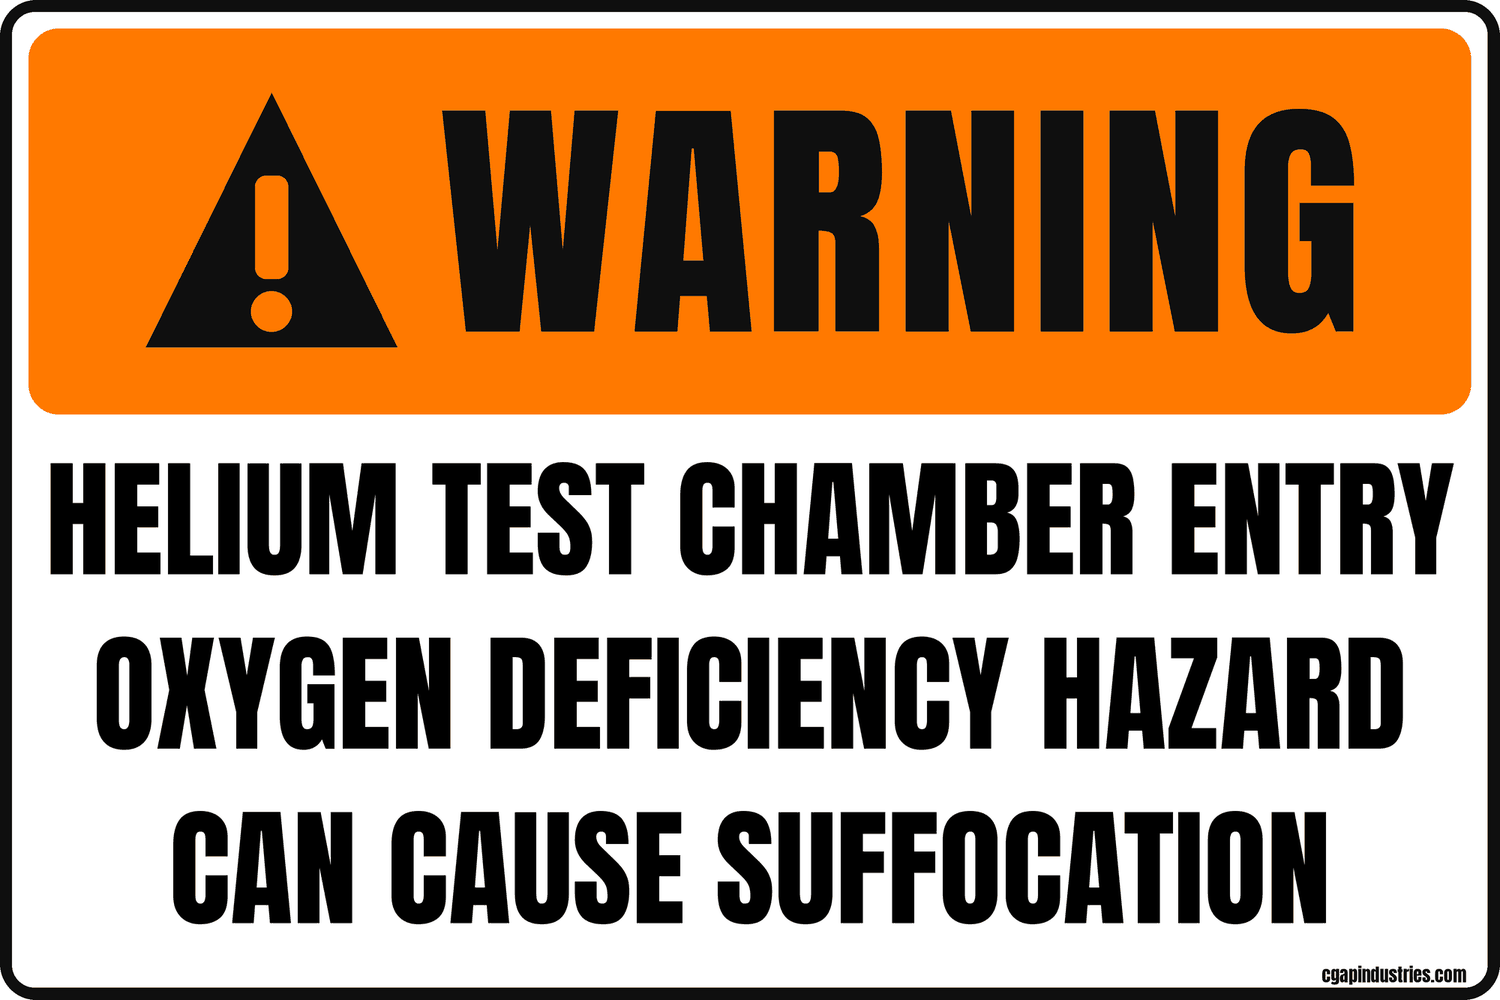 WARNING
HELIUM TEST CHAMBER ENTRY
OXYGEN DEFICIENCY HAZARD
CAN CAUSE SUFFOCATION
cgapindustries.com